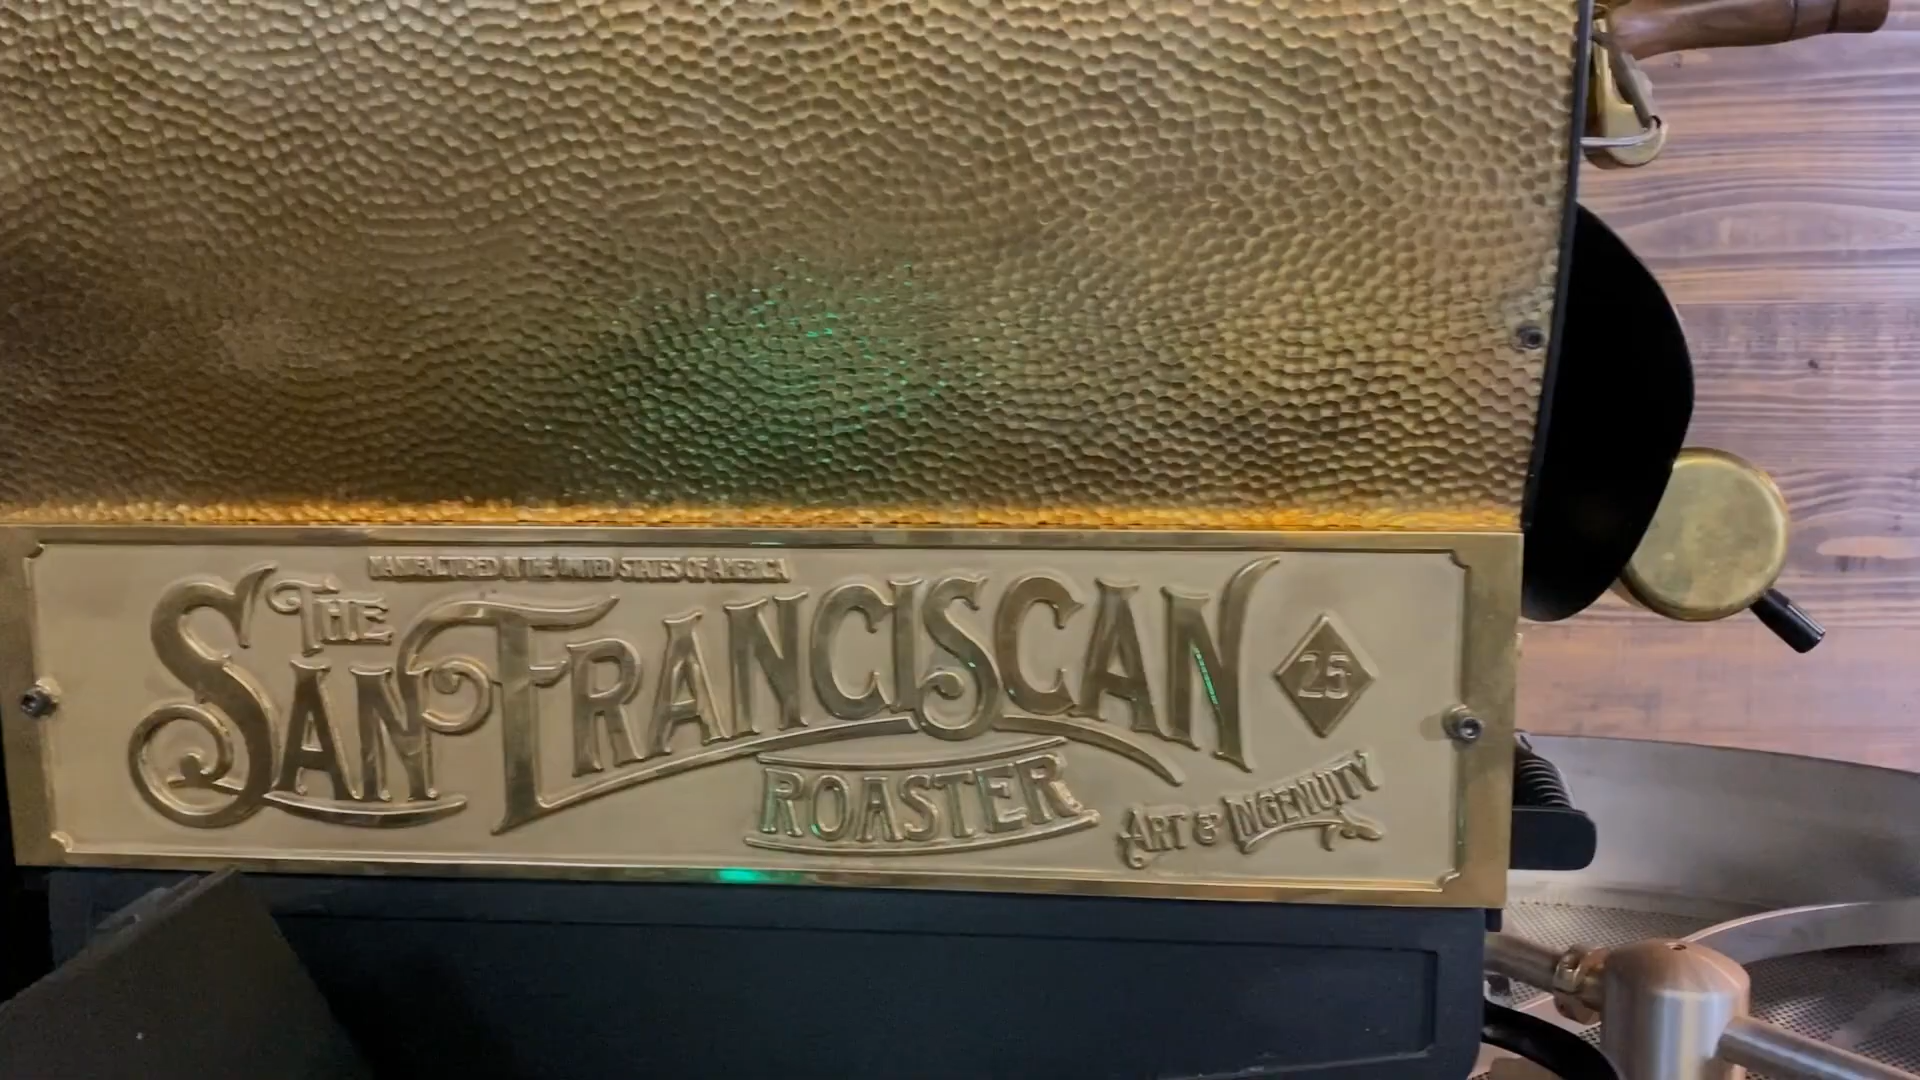 MANUFACTURED IN THE UNITED STATES OF AMERICA
THE
SAN FRANCISCAN
25
ROASTER
ART & INGENUITY